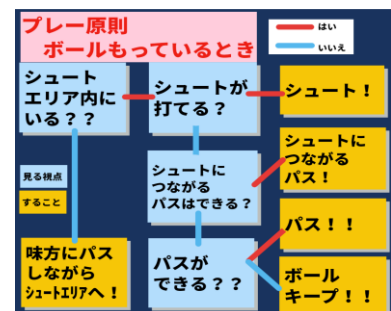 プレー原則
ボールもっているとき
はい
いいえ
シュート
エリア内に
いる？？
シュートが
打てる？
シュート！
シュートに
つながる
パス！
見る視点
すること
シュートに
つながる
パスはできる？
パス！！
味方にパス
しながら
シュートエリアへ！
パスが
できる？？
ボール
キープ！！